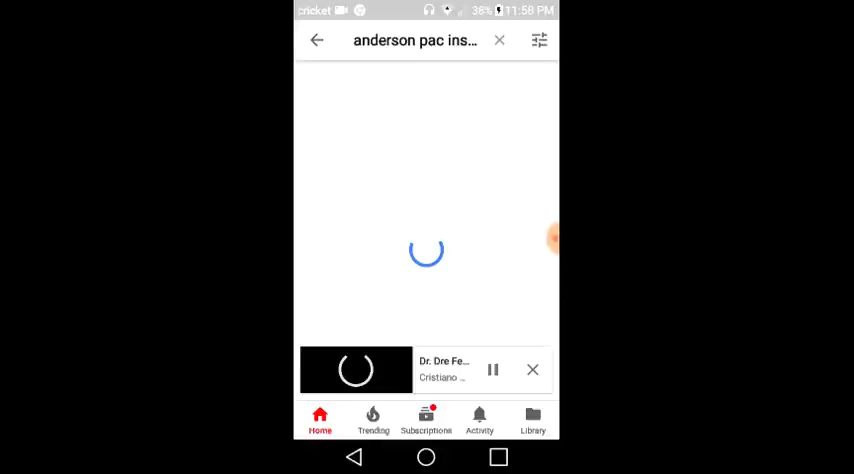 cricket 38% 11:58 PM
anderson pac ins...
Dr. Dre Fe...
Cristiano ...
Home Trending Subscriptions Activity Library